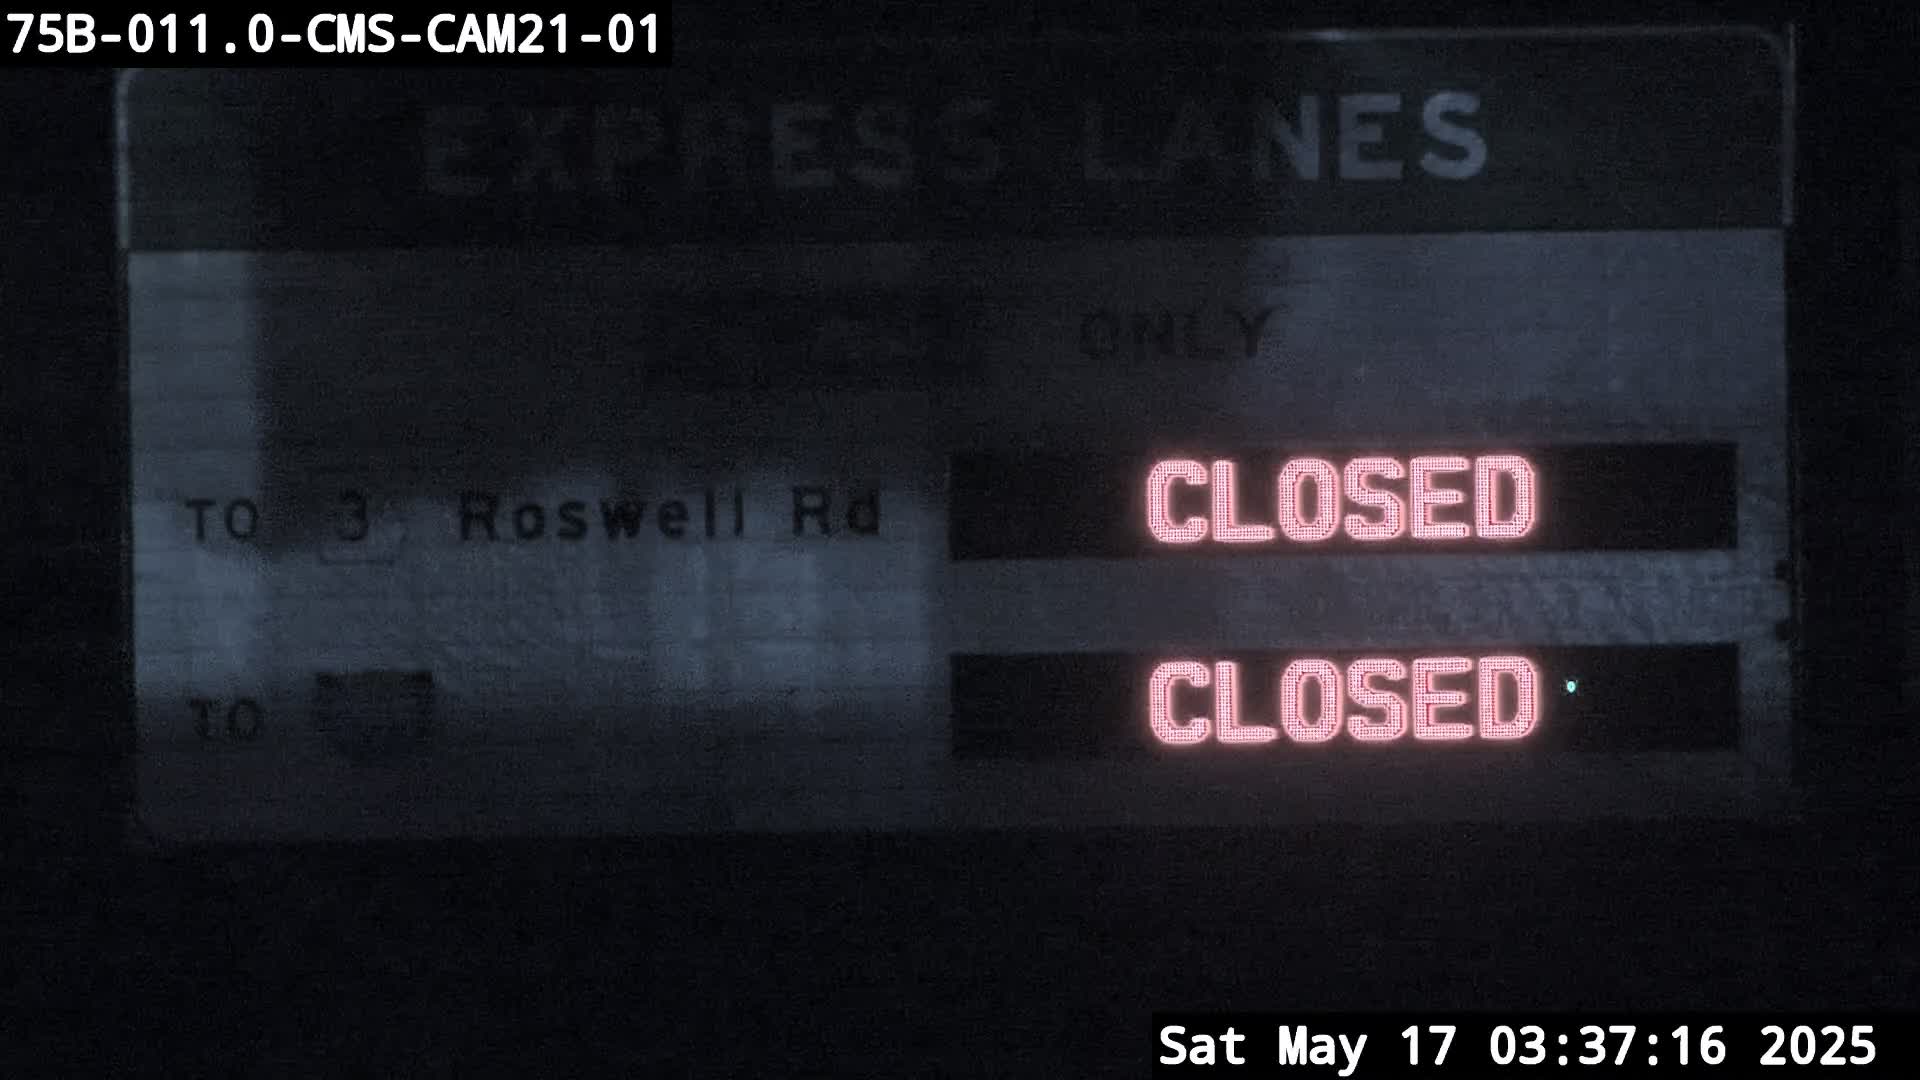 75B-011.0-CMS-CAM21-01
EXPRESS LANES
ONLY
TO 3 Roswell Rd CLOSED
TO CLOSED
Sat May 17 03:37:16 2025